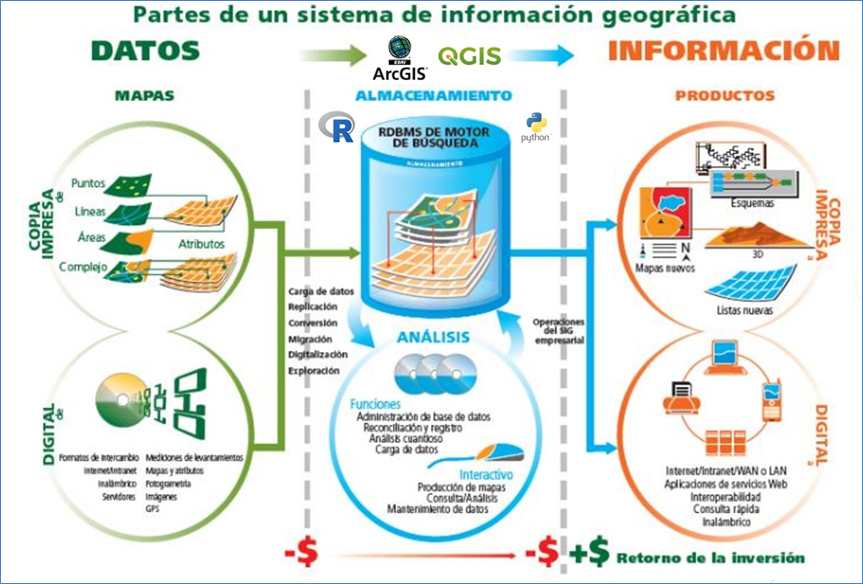 Partes de un sistema de información geográfica
DATOS
ESRI
ArcGIS
QGIS
INFORMACIÓN
MAPAS
ALMACENAMIENTO
PRODUCTOS
COPIA
IMPRESA
de
Puntos
Líneas
Áreas
Atributos
Complejo
R
python
RDBMS DE MOTOR
DE BÚSQUEDA
ALMACENAMIENTO
Carga de datos
Replicación
Conversión
Migración
Digitalización
Exploración
Operaciones
del SIG
empresarial
COPIA
IMPRESA
a
Esquemas
N
Mapas nuevos
3D
Listas nuevas
DIGITAL
de
Formatos de intercambio
Internet/Intranet
Inalámbrico
Servidores
Mediciones de levantamientos
Mapas y atributos
Fotogrametría
Imágenes
GPS
ANÁLISIS
Funciones
Administración de base de datos
Reconciliación y registro
Análisis cuantioso
Carga de datos
Interactivo
Producción de mapas
Consulta/Análisis
Mantenimiento de datos
DIGITAL
a
Internet/Intranet/WAN o LAN
Aplicaciones de servicios Web
Interoperabilidad
Consulta rápida
Inalámbrico
-$
-$
+$ Retorno de la inversión